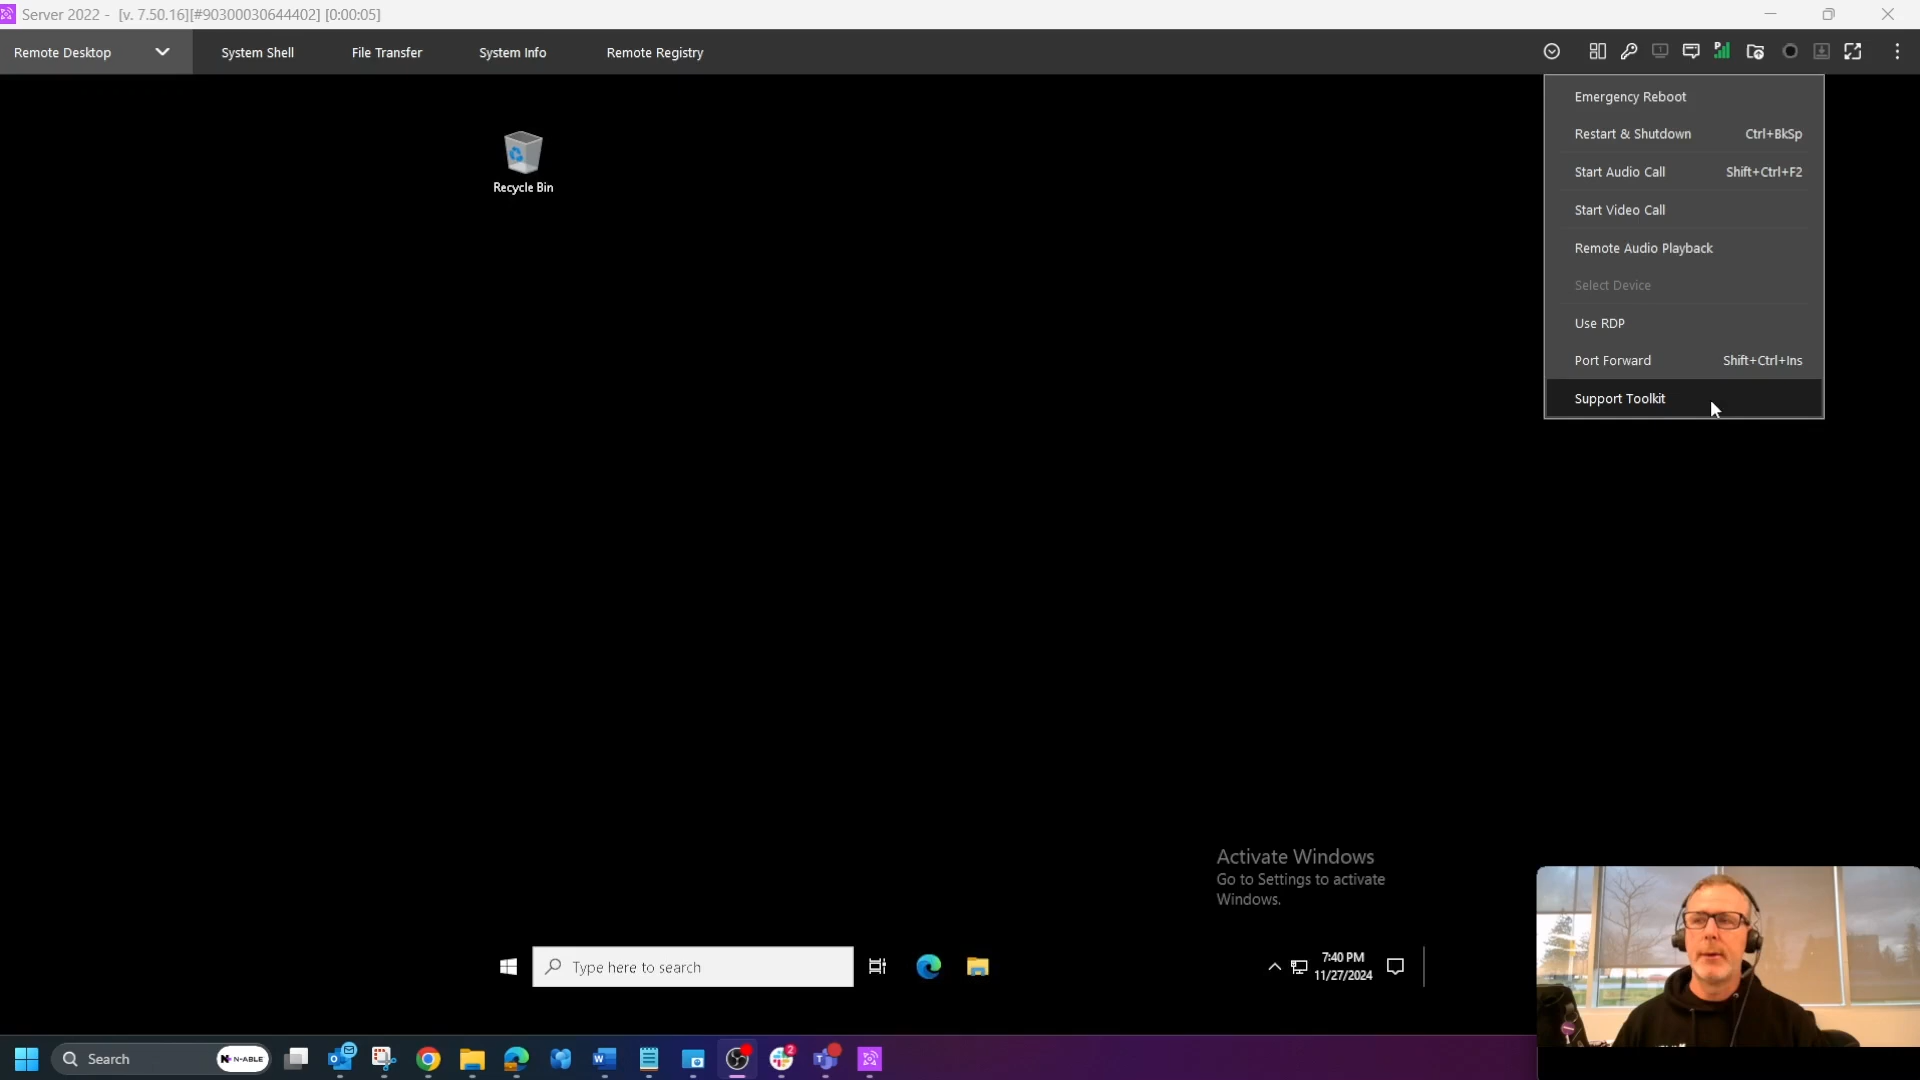 Server 2022 - [v. 7.50.16][#90300030644402] [0:00:05]
Remote Desktop
System Shell
File Transfer
System Info
Remote Registry
Emergency Reboot
Restart & Shutdown Ctrl+BkSp
Start Audio Call Shift+Ctrl+F2
Start Video Call
Remote Audio Playback
Select Device
Use RDP
Port Forward Shift+Ctrl+Ins
Support Toolkit
Recycle Bin
Activate Windows
Go to Settings to activate
Windows.
Type here to search
7:40 PM
11/27/2024
Search
N-ABLE
2